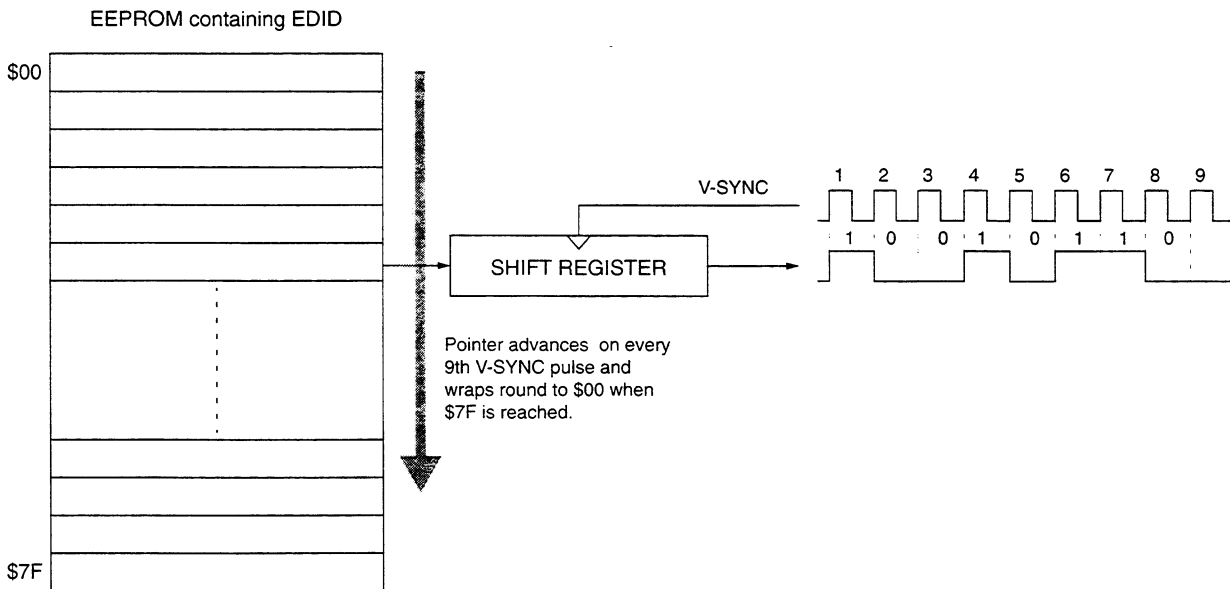 EEPROM containing EDID
$00
V-SYNC
1 2 3 4 5 6 7 8 9
1 0 0 1 0 1 1 0
SHIFT REGISTER
Pointer advances on every
9th V-SYNC pulse and
wraps round to $00 when
$7F is reached.
$7F